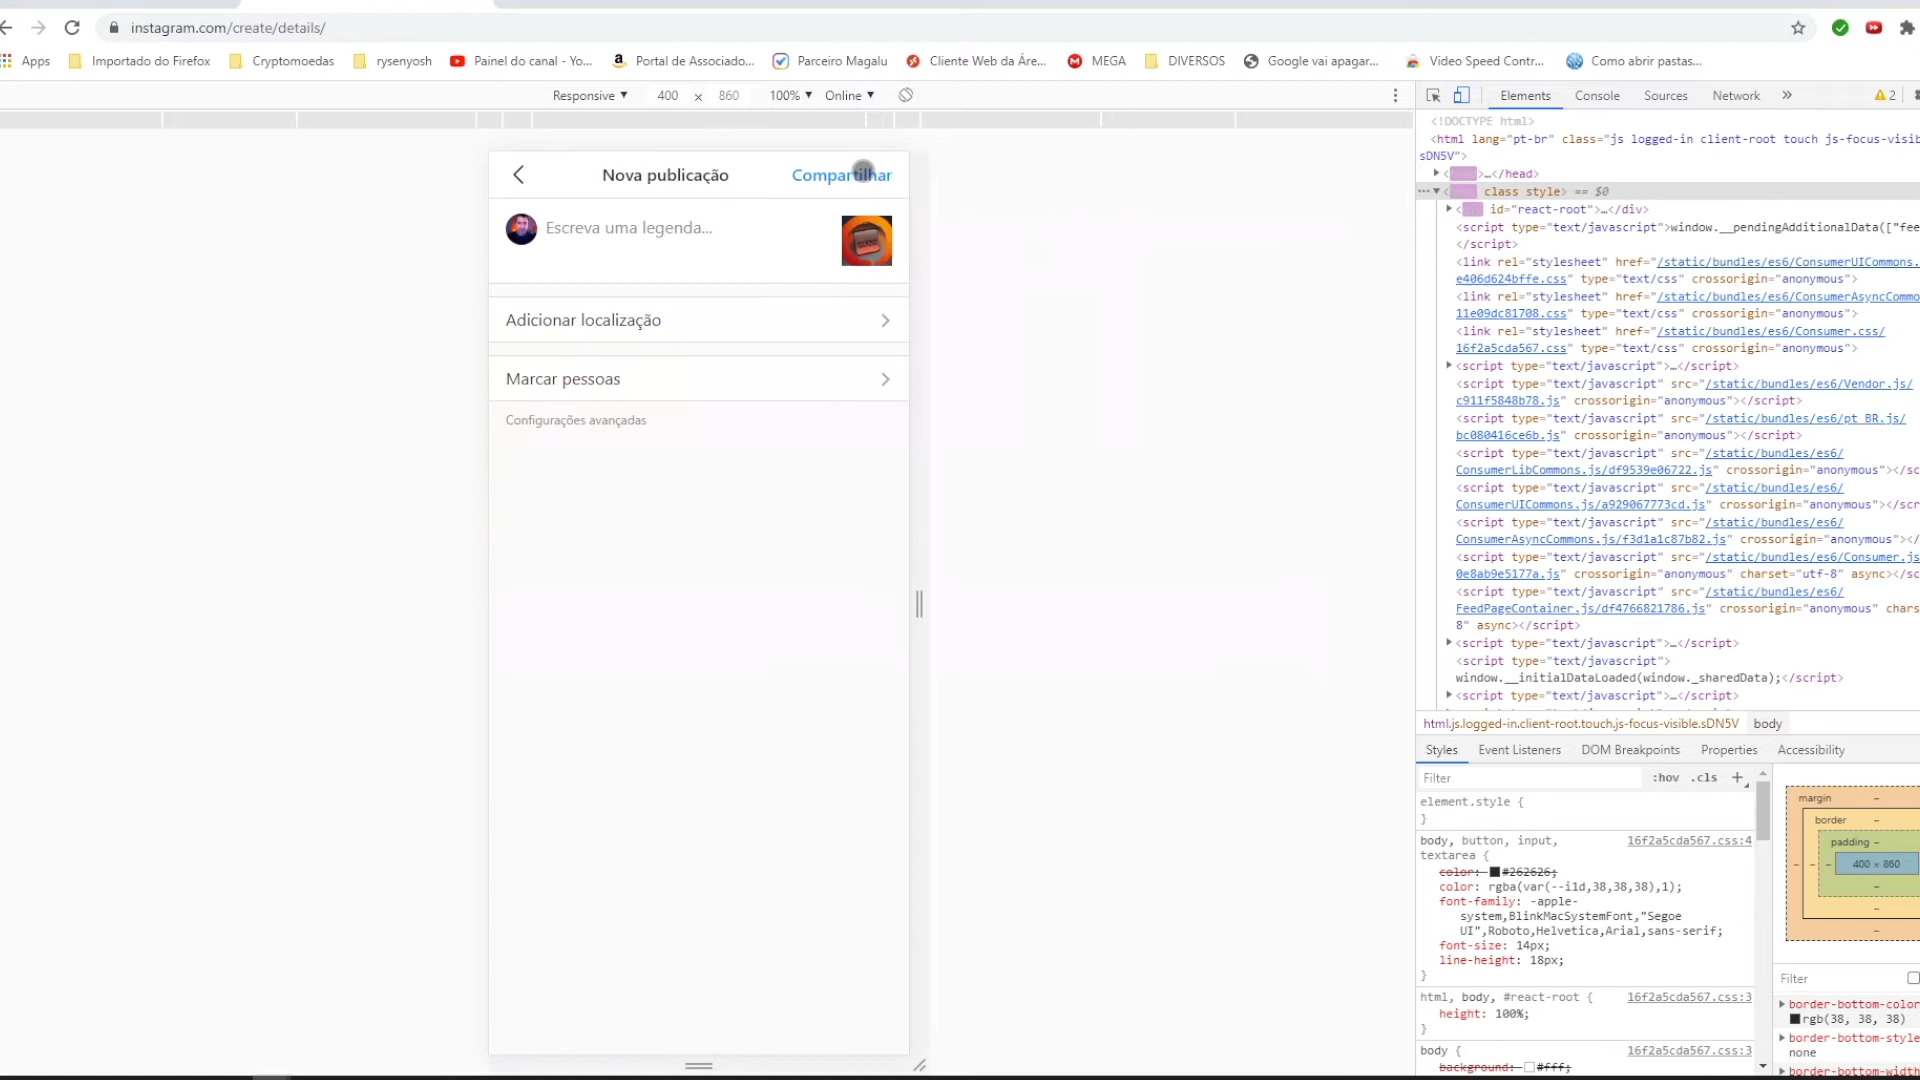 instagram.com/create/details/
Apps Importado do Firefox Cryptomoedas rysenyosh Painel do canal - Yo... Portal de Associado... Parceiro Magalu Cliente Web da Áre... MEGA DIVERSOS Google vai apagar... Video Speed Contr... Como abrir pastas...
Responsive 400 x 860 100% Online
Elements Console Sources Network » 2
Nova publicação Compartilhar
Escreva uma legenda...
Adicionar localização
Marcar pessoas
Configurações avançadas
<!DOCTYPE html>
<html lang="pt-br" class="js logged-in client-root touch js-focus-visib
sDN5V">
<…</head>
< class style> == $0
< id="react-root">…</div>
<script type="text/javascript">window.__pendingAdditionalData(["fee
</script>
<link rel="stylesheet" href="/static/bundles/es6/ConsumerUICommons.
e406d624bffe.css" type="text/css" crossorigin="anonymous">
<link rel="stylesheet" href="/static/bundles/es6/ConsumerAsyncCommo
11e09dc81708.css" type="text/css" crossorigin="anonymous">
<link rel="stylesheet" href="/static/bundles/es6/Consumer.css/
16f2a5cda567.css" type="text/css" crossorigin="anonymous">
<script type="text/javascript">…</script>
<script type="text/javascript" src="/static/bundles/es6/Vendor.js/
c911f5848b78.js" crossorigin="anonymous"></script>
<script type="text/javascript" src="/static/bundles/es6/pt_BR.js/
bc080416ce6b.js" crossorigin="anonymous"></script>
<script type="text/javascript" src="/static/bundles/es6/
ConsumerLibCommons.js/df9539e06722.js" crossorigin="anonymous"></sc
<script type="text/javascript" src="/static/bundles/es6/
ConsumerUICommons.js/a929067773cd.js" crossorigin="anonymous"></scr
<script type="text/javascript" src="/static/bundles/es6/
ConsumerAsyncCommons.js/f3d1a1c87b82.js" crossorigin="anonymous"></
<script type="text/javascript" src="/static/bundles/es6/Consumer.js
0e8ab9e5177a.js" crossorigin="anonymous" charset="utf-8" async></sc
<script type="text/javascript" src="/static/bundles/es6/
FeedPageContainer.js/df4766821786.js" crossorigin="anonymous" chars
8" async></script>
<script type="text/javascript">…</script>
<script type="text/javascript">
window.__initialDataLoaded(window._sharedData);</script>
<script type="text/javascript">…</script>
html.js.logged-in.client-root.touch.js-focus-visible.sDN5V body
Styles Event Listeners DOM Breakpoints Properties Accessibility
Filter :hov .cls +
element.style {
}
body, button, input, 16f2a5cda567.css:4
textarea {
color: #262626;
color: rgba(var(--i1d,38,38,38),1);
font-family: -apple-
system,BlinkMacSystemFont,"Segoe
UI",Roboto,Helvetica,Arial,sans-serif;
font-size: 14px;
line-height: 18px;
}
html, body, #react-root { 16f2a5cda567.css:3
height: 100%;
}
body { 16f2a5cda567.css:3
background: #fff;
margin –
border –
padding –
– – – 400 × 860
–
–
–
Filter
border-bottom-color
rgb(38, 38, 38)
border-bottom-style
none
border-bottom-width